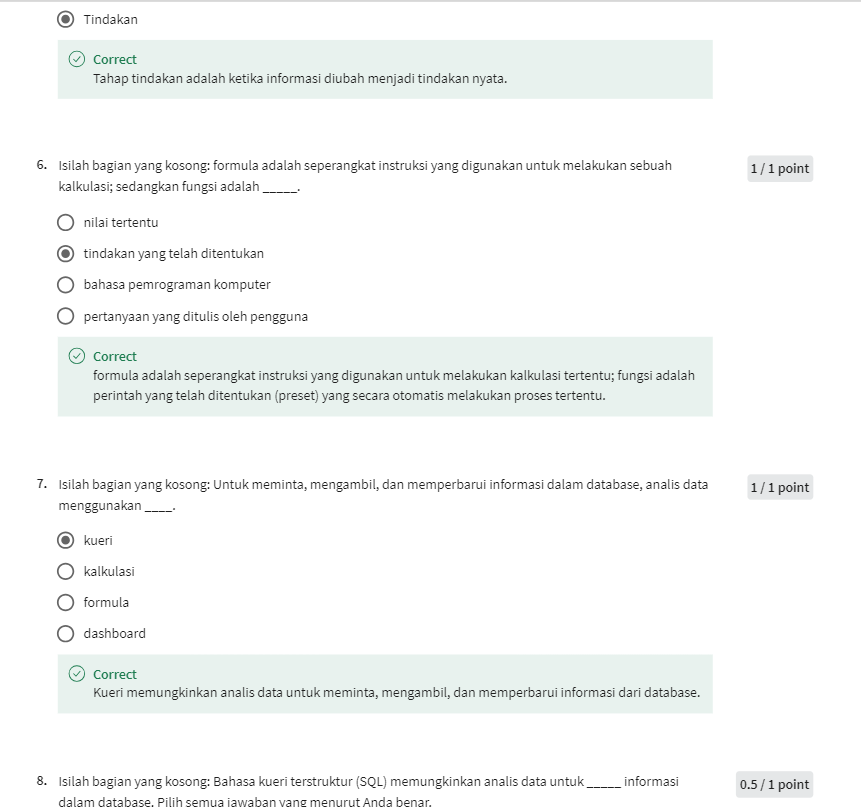 Tindakan
Correct
Tahap tindakan adalah ketika informasi diubah menjadi tindakan nyata.
6. Isilah bagian yang kosong: formula adalah seperangkat instruksi yang digunakan untuk melakukan sebuah
kalkulasi; sedangkan fungsi adalah _____.
1 / 1 point
nilai tertentu
tindakan yang telah ditentukan
bahasa pemrograman komputer
pertanyaan yang ditulis oleh pengguna
Correct
formula adalah seperangkat instruksi yang digunakan untuk melakukan kalkulasi tertentu; fungsi adalah
perintah yang telah ditentukan (preset) yang secara otomatis melakukan proses tertentu.
7. Isilah bagian yang kosong: Untuk meminta, mengambil, dan memperbarui informasi dalam database, analis data
menggunakan ____.
1 / 1 point
kueri
kalkulasi
formula
dashboard
Correct
Kueri memungkinkan analis data untuk meminta, mengambil, dan memperbarui informasi dari database.
8. Isilah bagian yang kosong: Bahasa kueri terstruktur (SQL) memungkinkan analis data untuk _____ informasi
dalam database. Pilih semua jawaban yang menurut Anda benar.
0.5 / 1 point